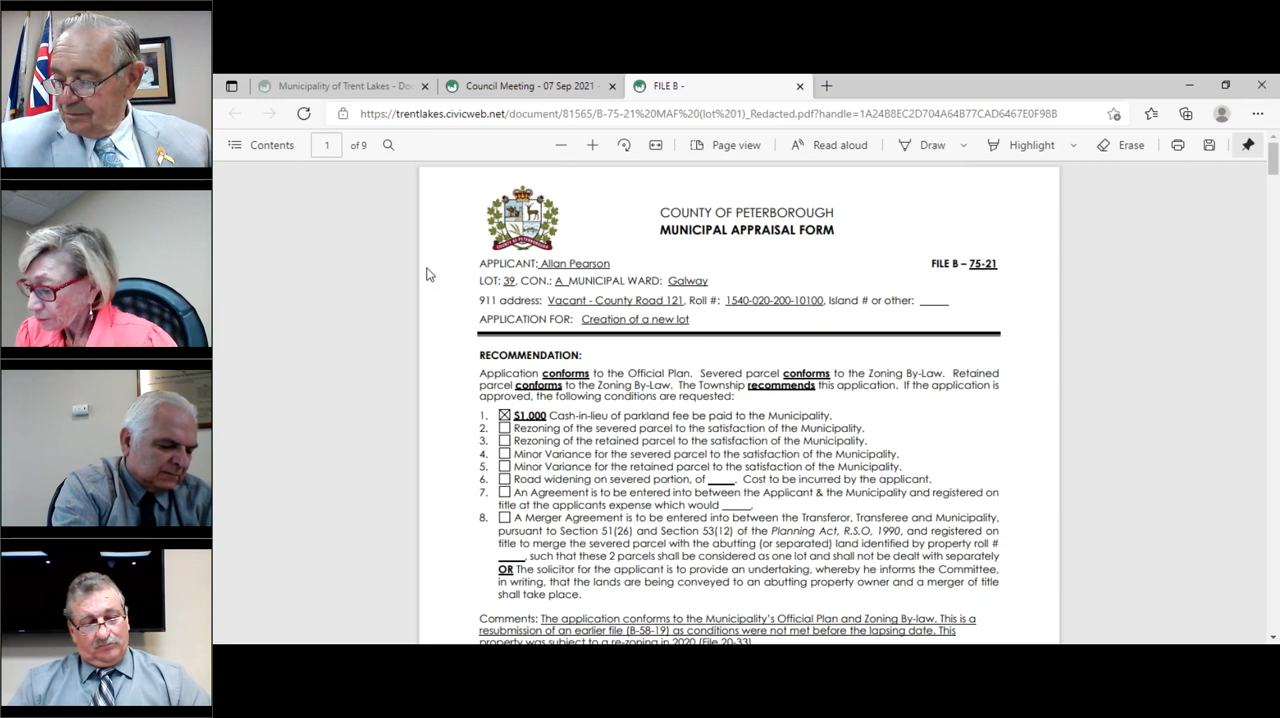 Municipality of Trent Lakes - Doc
Council Meeting - 07 Sep 2021 -
FILE B -
https://trentlakes.civicweb.net/document/81565/B-75-21%20MAF%20(lot%201)_Redacted.pdf?handle=1A24B8EC2D704A64B77CAD6467E0F98B
Contents
1 of 9
Page view
Read aloud
Draw
Highlight
Erase
COUNTY OF PETERBOROUGH
MUNICIPAL APPRAISAL FORM
APPLICANT: Allan Pearson
FILE B – 75-21
LOT: 39, CON.: A MUNICIPAL WARD: Galway
911 address: Vacant - County Road 121, Roll #: 1540-020-200-10100, Island # or other: _____
APPLICATION FOR: Creation of a new lot
RECOMMENDATION:
Application conforms to the Official Plan. Severed parcel conforms to the Zoning By-Law. Retained
parcel conforms to the Zoning By-Law. The Township recommends this application. If the application is
approved, the following conditions are requested:
1. $1,000 Cash-in-lieu of parkland fee be paid to the Municipality.
2. Rezoning of the severed parcel to the satisfaction of the Municipality.
3. Rezoning of the retained parcel to the satisfaction of the Municipality.
4. Minor Variance for the severed parcel to the satisfaction of the Municipality.
5. Minor Variance for the retained parcel to the satisfaction of the Municipality.
6. Road widening on severed portion, of _____. Cost to be incurred by the applicant.
7. An Agreement is to be entered into between the Applicant & the Municipality and registered on
title at the applicants expense which would _____.
8. A Merger Agreement is to be entered into between the Transferor, Transferee and Municipality,
pursuant to Section 51(26) and Section 53(12) of the Planning Act, R.S.O, 1990, and registered on
title to merge the severed parcel with the abutting (or separated) land identified by property roll #
_____, such that these 2 parcels shall be considered as one lot and shall not be dealt with separately
OR The solicitor for the applicant is to provide an undertaking, whereby he informs the Committee,
in writing, that the lands are being conveyed to an abutting property owner and a merger of title
shall take place.
Comments: The application conforms to the Municipality's Official Plan and Zoning By-law. This is a
resubmission of an earlier file (B-58-19) as conditions were not met before the lapsing date. This
property was subject to a re-zoning in 2020 (File 20-33)